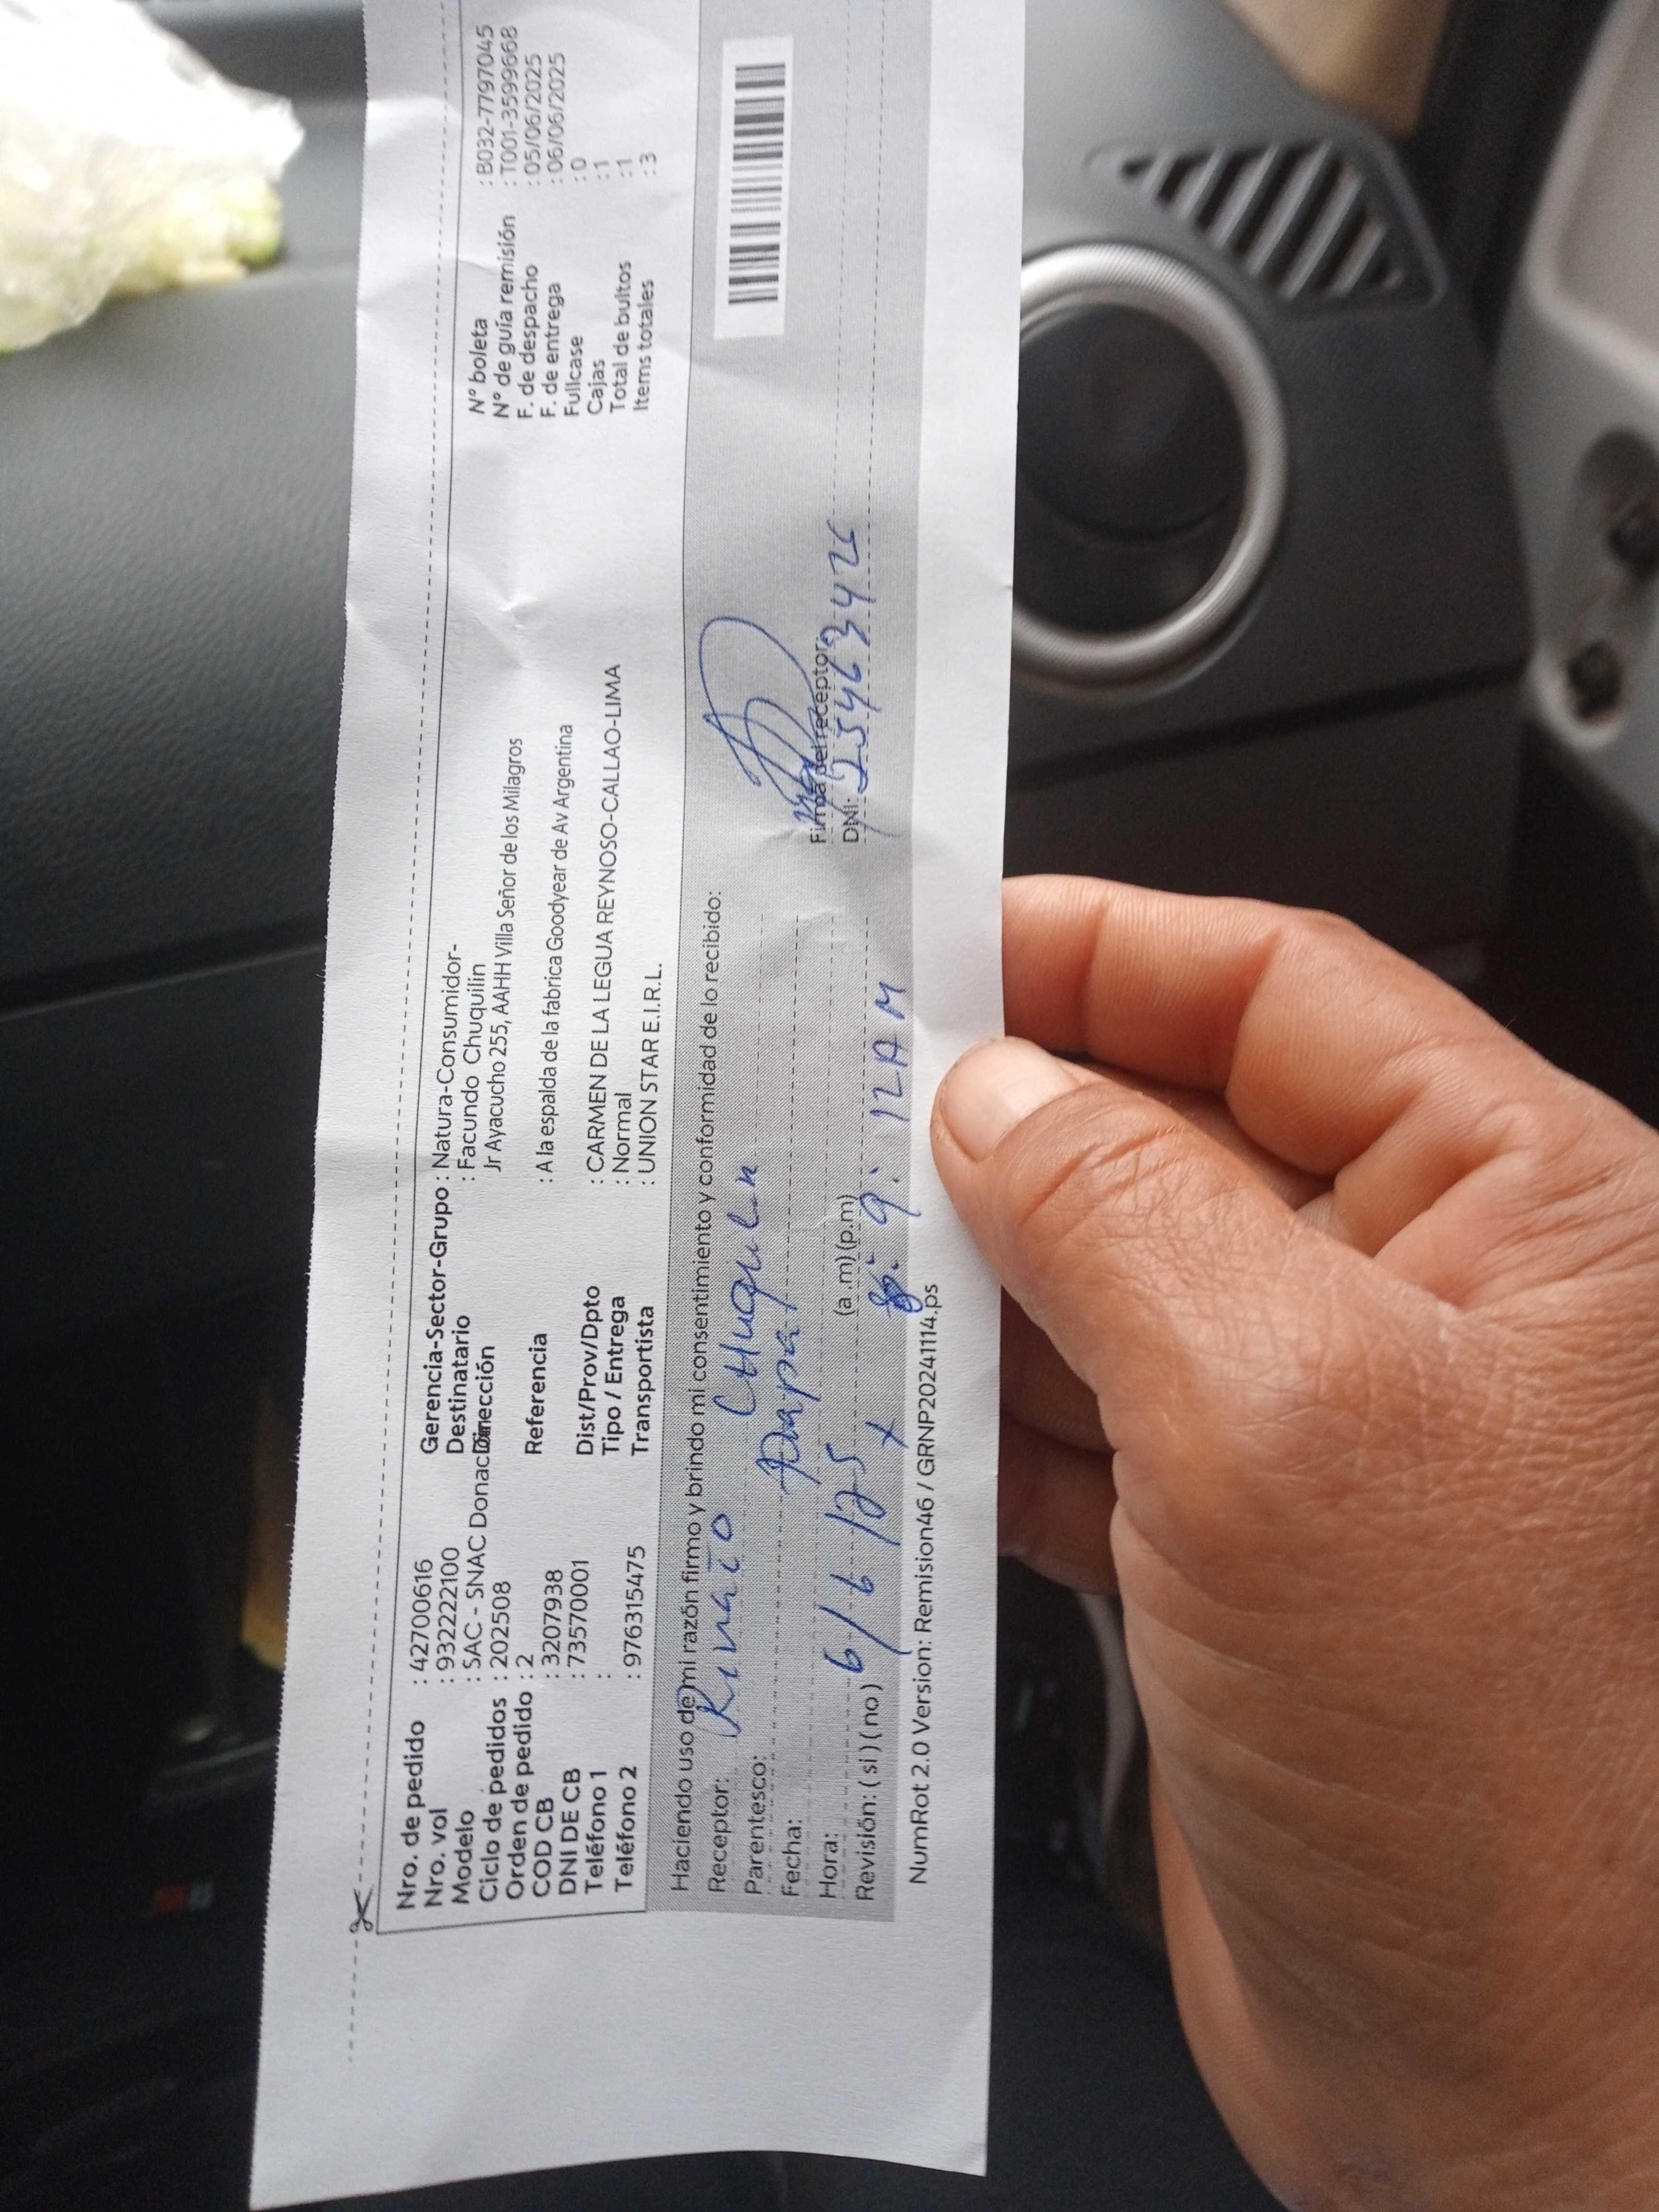 Nro. de pedido : 42700616
Nro. vol : 932222100
Modelo : SAC - SNAC Donación
Ciclo de pedidos : 202508
Orden de pedido : 2
COD CB : 3207938
DNI DE CB : 73570001
Teléfono 1 :
Teléfono 2 : 976315475
Gerencia-Sector-Grupo : Natura-Consumidor-
Destinatario : Facundo Chuquilin
Dirección Jr Ayacucho 255, AAHH Villa Señor de los Milagros
Referencia : A la espalda de la fabrica Goodyear de Av Argentina
Dist/Prov/Dpto : CARMEN DE LA LEGUA REYNOSO-CALLAO-LIMA
Tipo / Entrega : Normal
Transportista : UNION STAR E.I.R.L.
N° boleta : B032-7797045
N° de guía remisión : T001-3599668
F. de despacho : 05/06/2025
F. de entrega : 06/06/2025
Fullcase : 0
Cajas : 1
Total de bultos : 1
Items totales : 3
Haciendo uso de mi razón firmo y brindo mi consentimiento y conformidad de lo recibido:
Receptor: CHuquiln
Parentesco: papa
Fecha: 6/6/25
Hora: (a .m) (p.m) 9. 12 AM
Revisión: ( si ) ( no )
Firma del receptor:
DNI:
NumRot 2.0 Version: Remision46 / GRNP20241114.ps